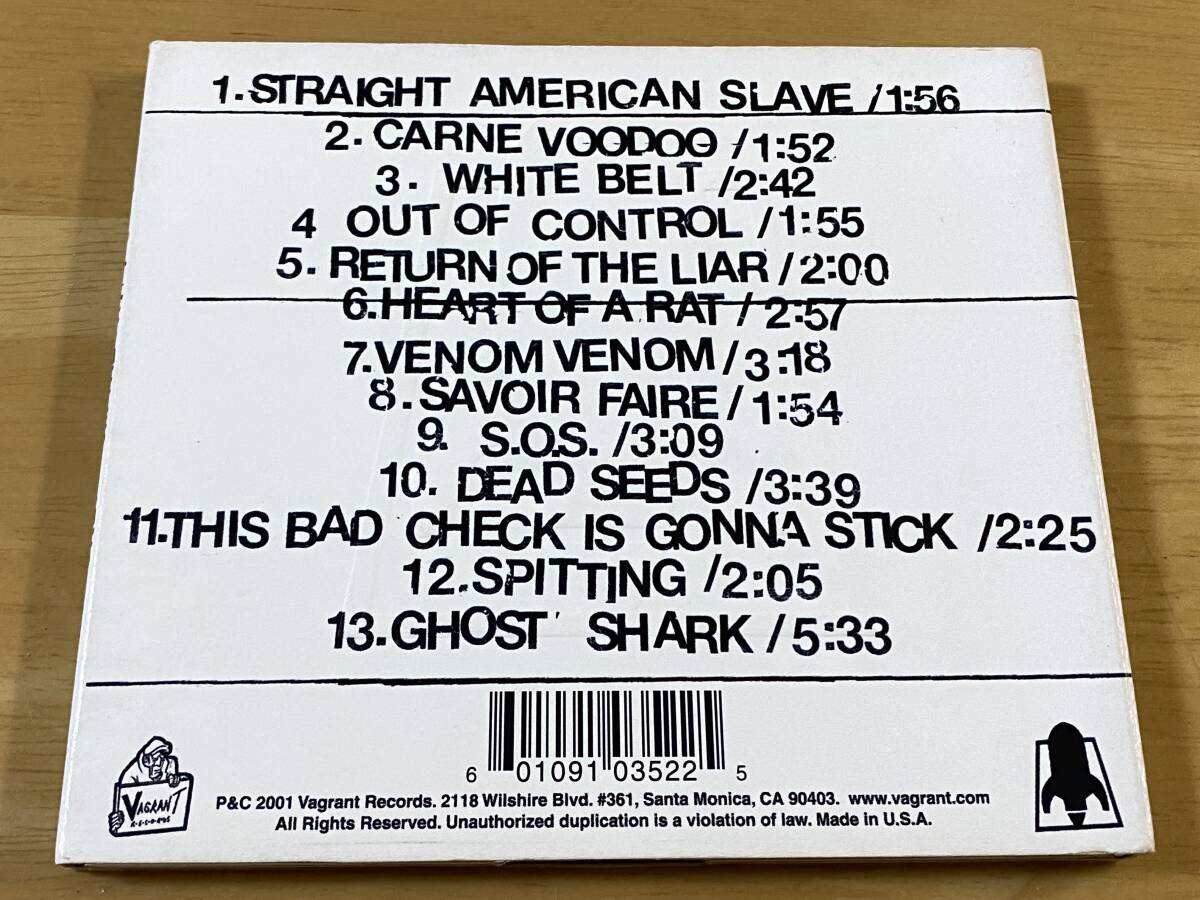 1.STRAIGHT AMERICAN SLAVE /1:56
2. CARNE VOODOO /1:52
3. WHITE BELT /2:42
4 OUT OF CONTROL /1:55
5. RETURN OF THE LIAR /2:00
6.HEART OF A RAT / 2:57
7.VENOM VENOM /3:18
8.SAVOIR FAIRE / 1:54
9. S.O.S. /3:09
10. DEAD SEEDS /3:39
11.THIS BAD CHECK IS GONNA STICK /2:25
12.SPITTING /2:05
13.GHOST' SHARK / 5:33
6 01091 03522 5
VAGRANT
R-E-C-O-R-D-S
P&C 2001 Vagrant Records. 2118 Wilshire Blvd. #361, Santa Monica, CA 90403. www.vagrant.com
All Rights Reserved. Unauthorized duplication is a violation of law. Made in U.S.A.